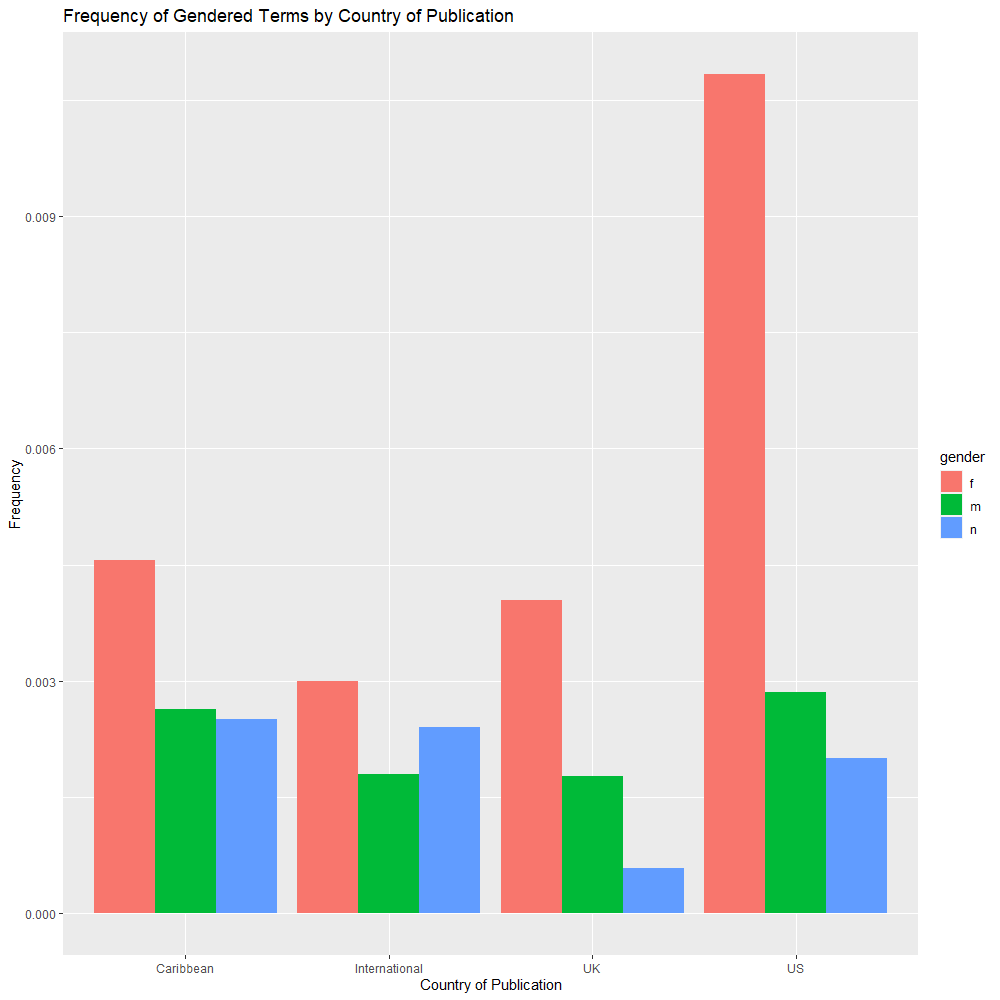 Frequency of Gendered Terms by Country of Publication
Frequency
0.009
0.006
0.003
0.000
Caribbean International UK US
Country of Publication
gender
f
m
n